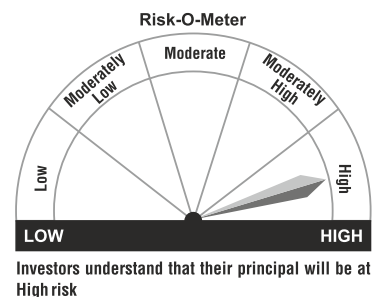 Risk-O-Meter
Moderate
Moderately
Low
Moderately
High
Low
High
LOW
HIGH
Investors understand that their principal will be at
High risk